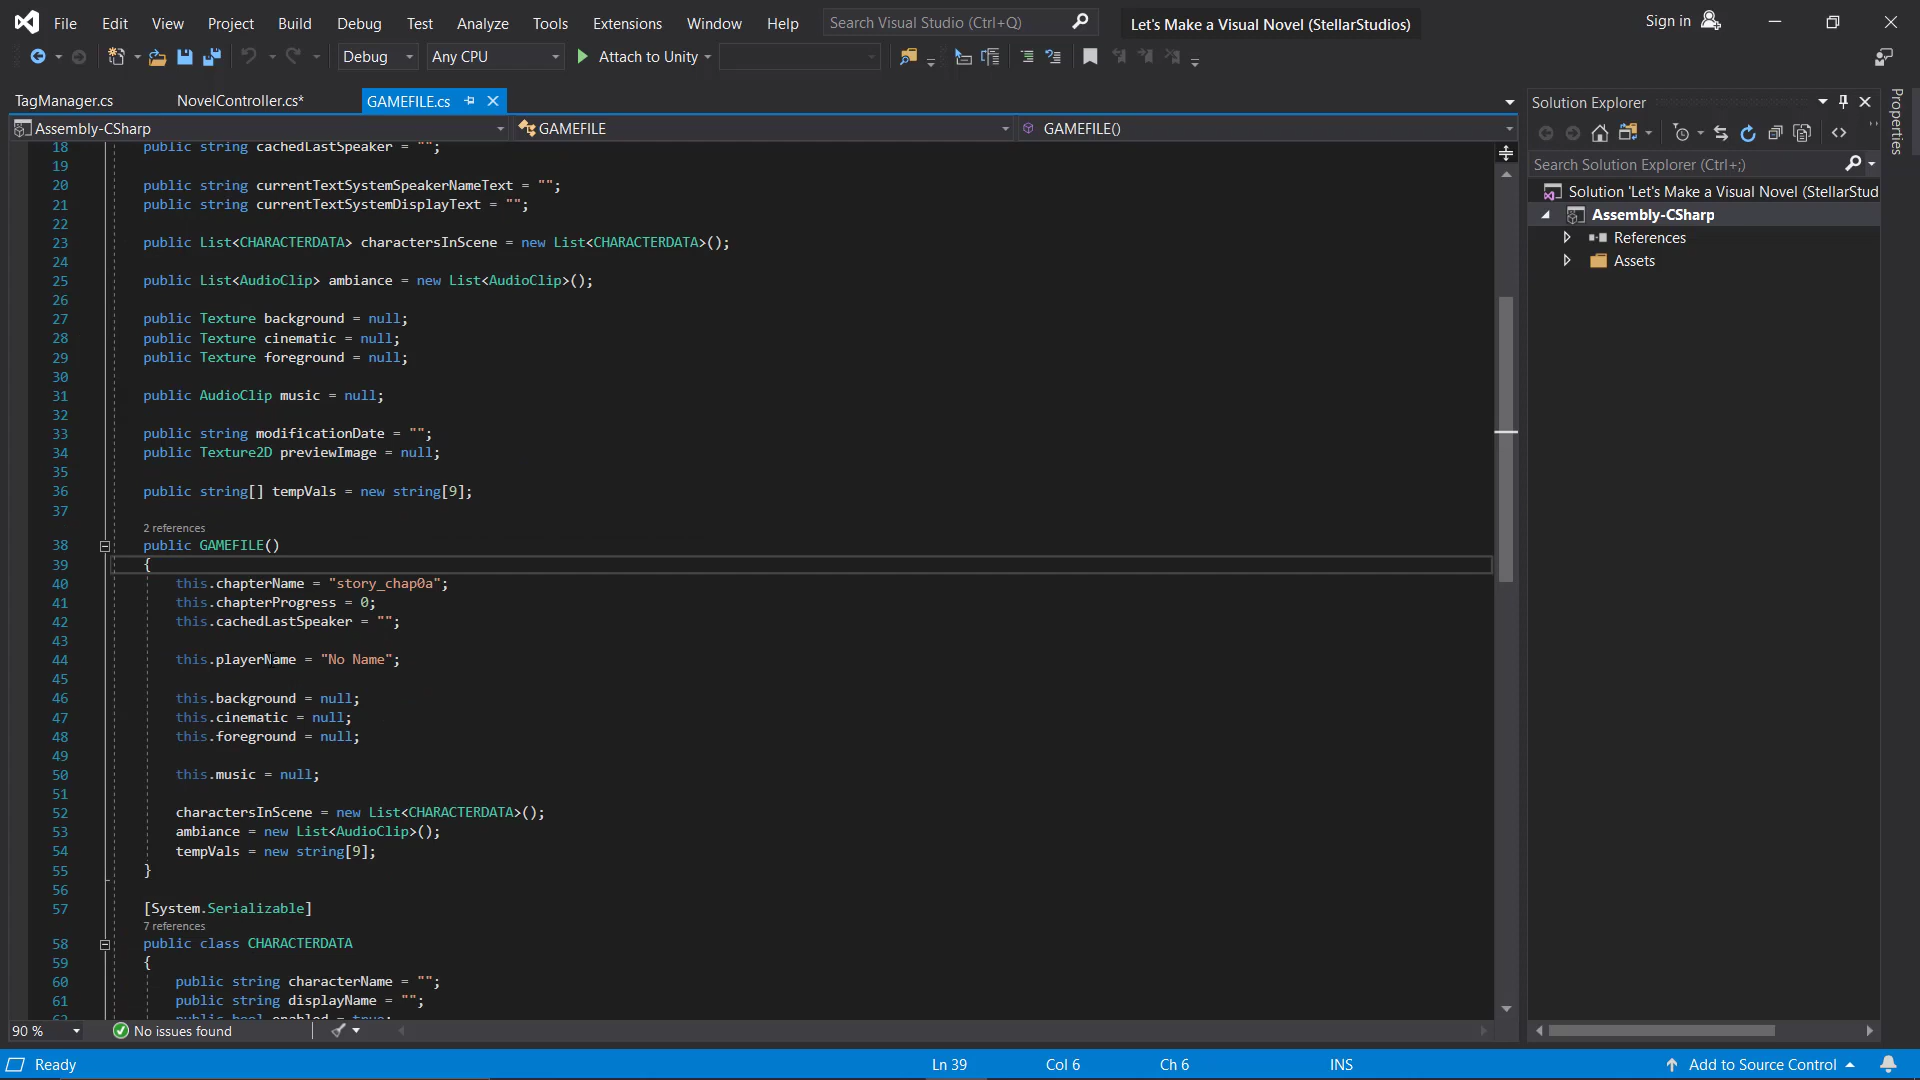 File Edit View Project Build Debug Test Analyze Tools Extensions Window Help Search Visual Studio (Ctrl+Q) Let's Make a Visual Novel (StellarStudios) Sign in
Debug Any CPU Attach to Unity
TagManager.cs NovelController.cs* GAMEFILE.cs
Assembly-CSharp GAMEFILE GAMEFILE()
18 public string cachedLastSpeaker = "";
19
20 public string currentTextSystemSpeakerNameText = "";
21 public string currentTextSystemDisplayText = "";
22
23 public List<CHARACTERDATA> charactersInScene = new List<CHARACTERDATA>();
24
25 public List<AudioClip> ambiance = new List<AudioClip>();
26
27 public Texture background = null;
28 public Texture cinematic = null;
29 public Texture foreground = null;
30
31 public AudioClip music = null;
32
33 public string modificationDate = "";
34 public Texture2D previewImage = null;
35
36 public string[] tempVals = new string[9];
37
2 references
38 public GAMEFILE()
39 {
40 this.chapterName = "story_chap0a";
41 this.chapterProgress = 0;
42 this.cachedLastSpeaker = "";
43
44 this.playerName = "No Name";
45
46 this.background = null;
47 this.cinematic = null;
48 this.foreground = null;
49
50 this.music = null;
51
52 charactersInScene = new List<CHARACTERDATA>();
53 ambiance = new List<AudioClip>();
54 tempVals = new string[9];
55 }
56
57 [System.Serializable]
7 references
58 public class CHARACTERDATA
59 {
60 public string characterName = "";
61 public string displayName = "";
62 public bool enabled = true;
90 % No issues found
Solution Explorer
Search Solution Explorer (Ctrl+;)
Solution 'Let's Make a Visual Novel (StellarStud
Assembly-CSharp
References
Assets
Properties
Ready Ln 39 Col 6 Ch 6 INS Add to Source Control